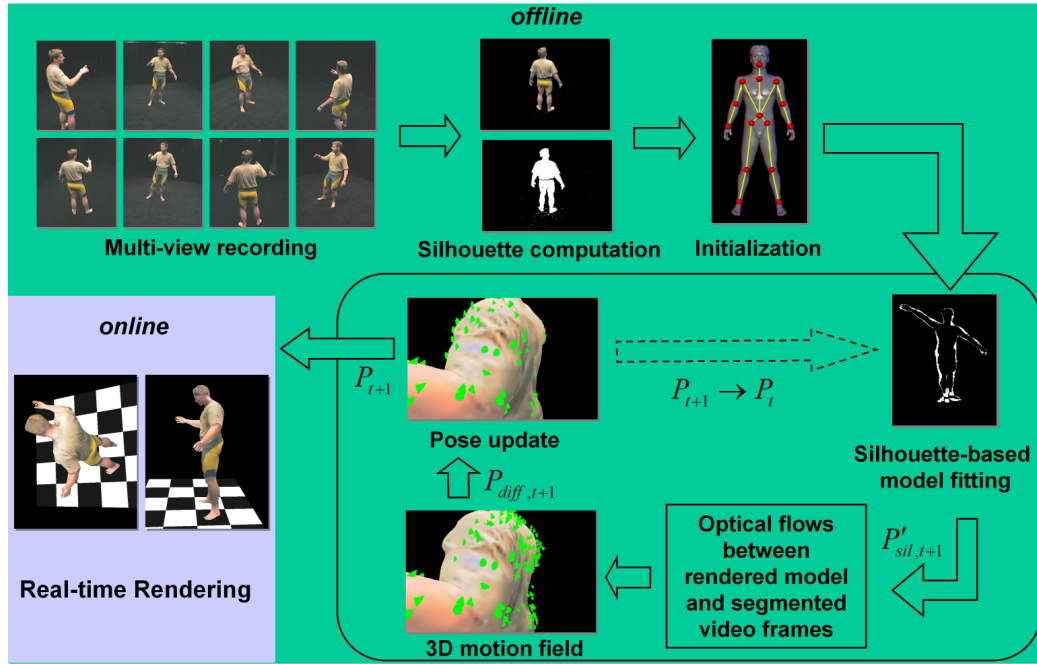 offline
Multi-view recording
Silhouette computation
Initialization
online
P_{t+1}
P_{t+1} → P_t
Pose update
Silhouette-based
model fitting
P_{diff,t+1}
P'_{sil,t+1}
Optical flows
between
rendered model
and segmented
video frames
Real-time Rendering
3D motion field